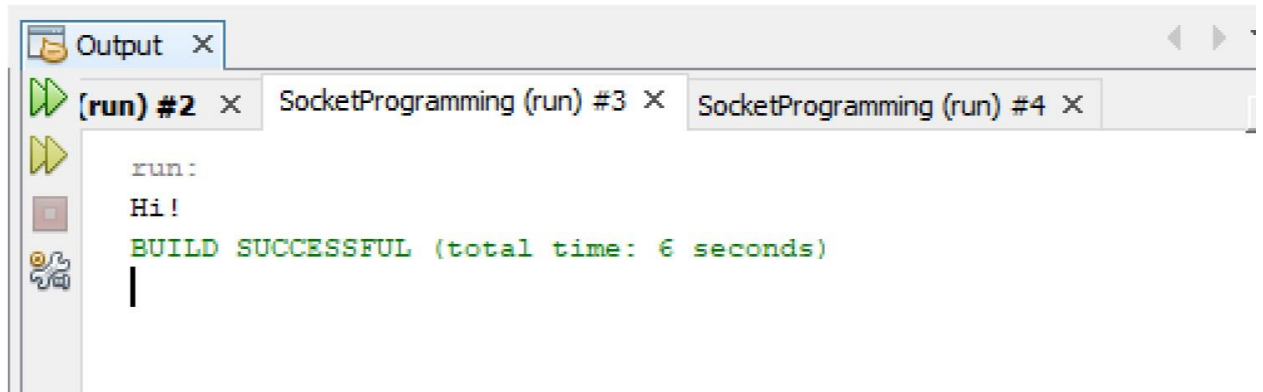 Output
(run) #2 SocketProgramming (run) #3 SocketProgramming (run) #4
run:
Hi!
BUILD SUCCESSFUL (total time: 6 seconds)